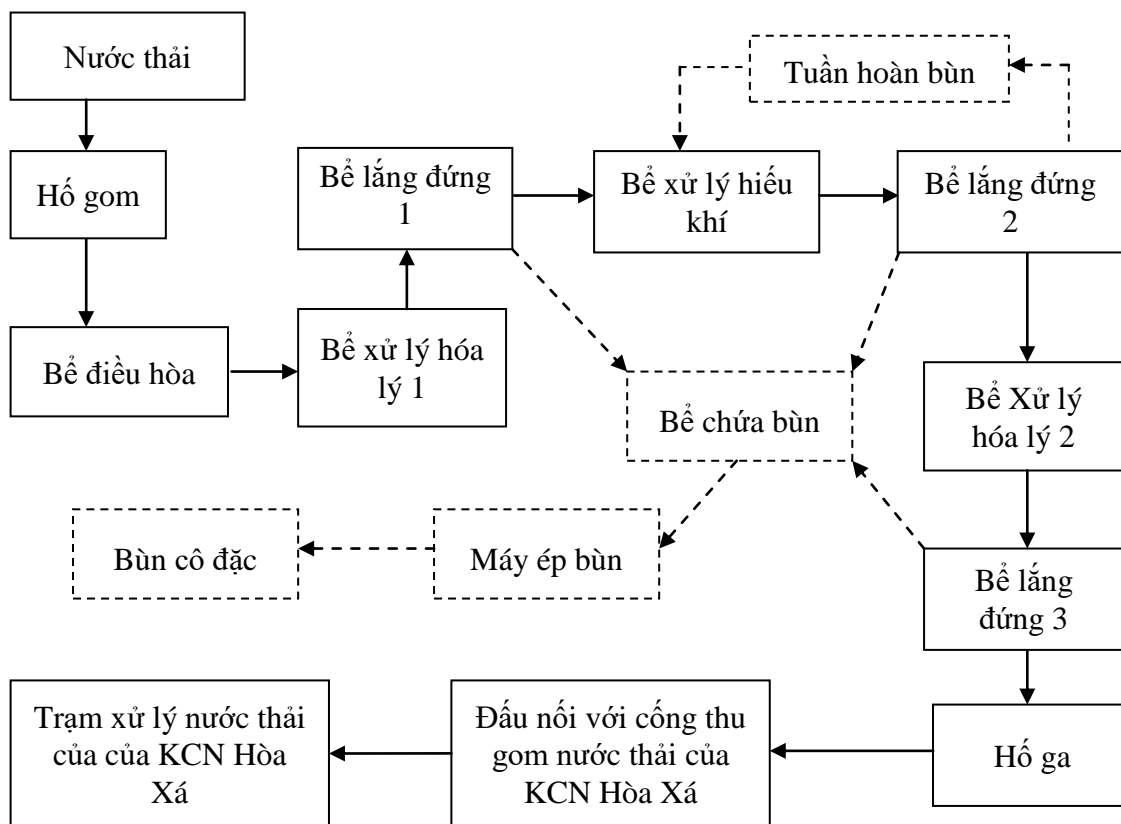 Nước thải
Tuần hoàn bùn
Hố gom
Bể lắng đứng
1
Bể xử lý hiếu
khí
Bể lắng đứng
2
Bể điều hòa
Bể xử lý hóa
lý 1
Bể chứa bùn
Bể Xử lý
hóa lý 2
Bùn cô đặc
Máy ép bùn
Bể lắng
đứng 3
Trạm xử lý nước thải
của của KCN Hòa
Xá
Đấu nối với cống thu
gom nước thải của
KCN Hòa Xá
Hố ga